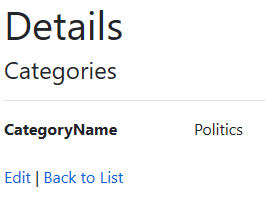 Details
Categories
CategoryName Politics
Edit | Back to List